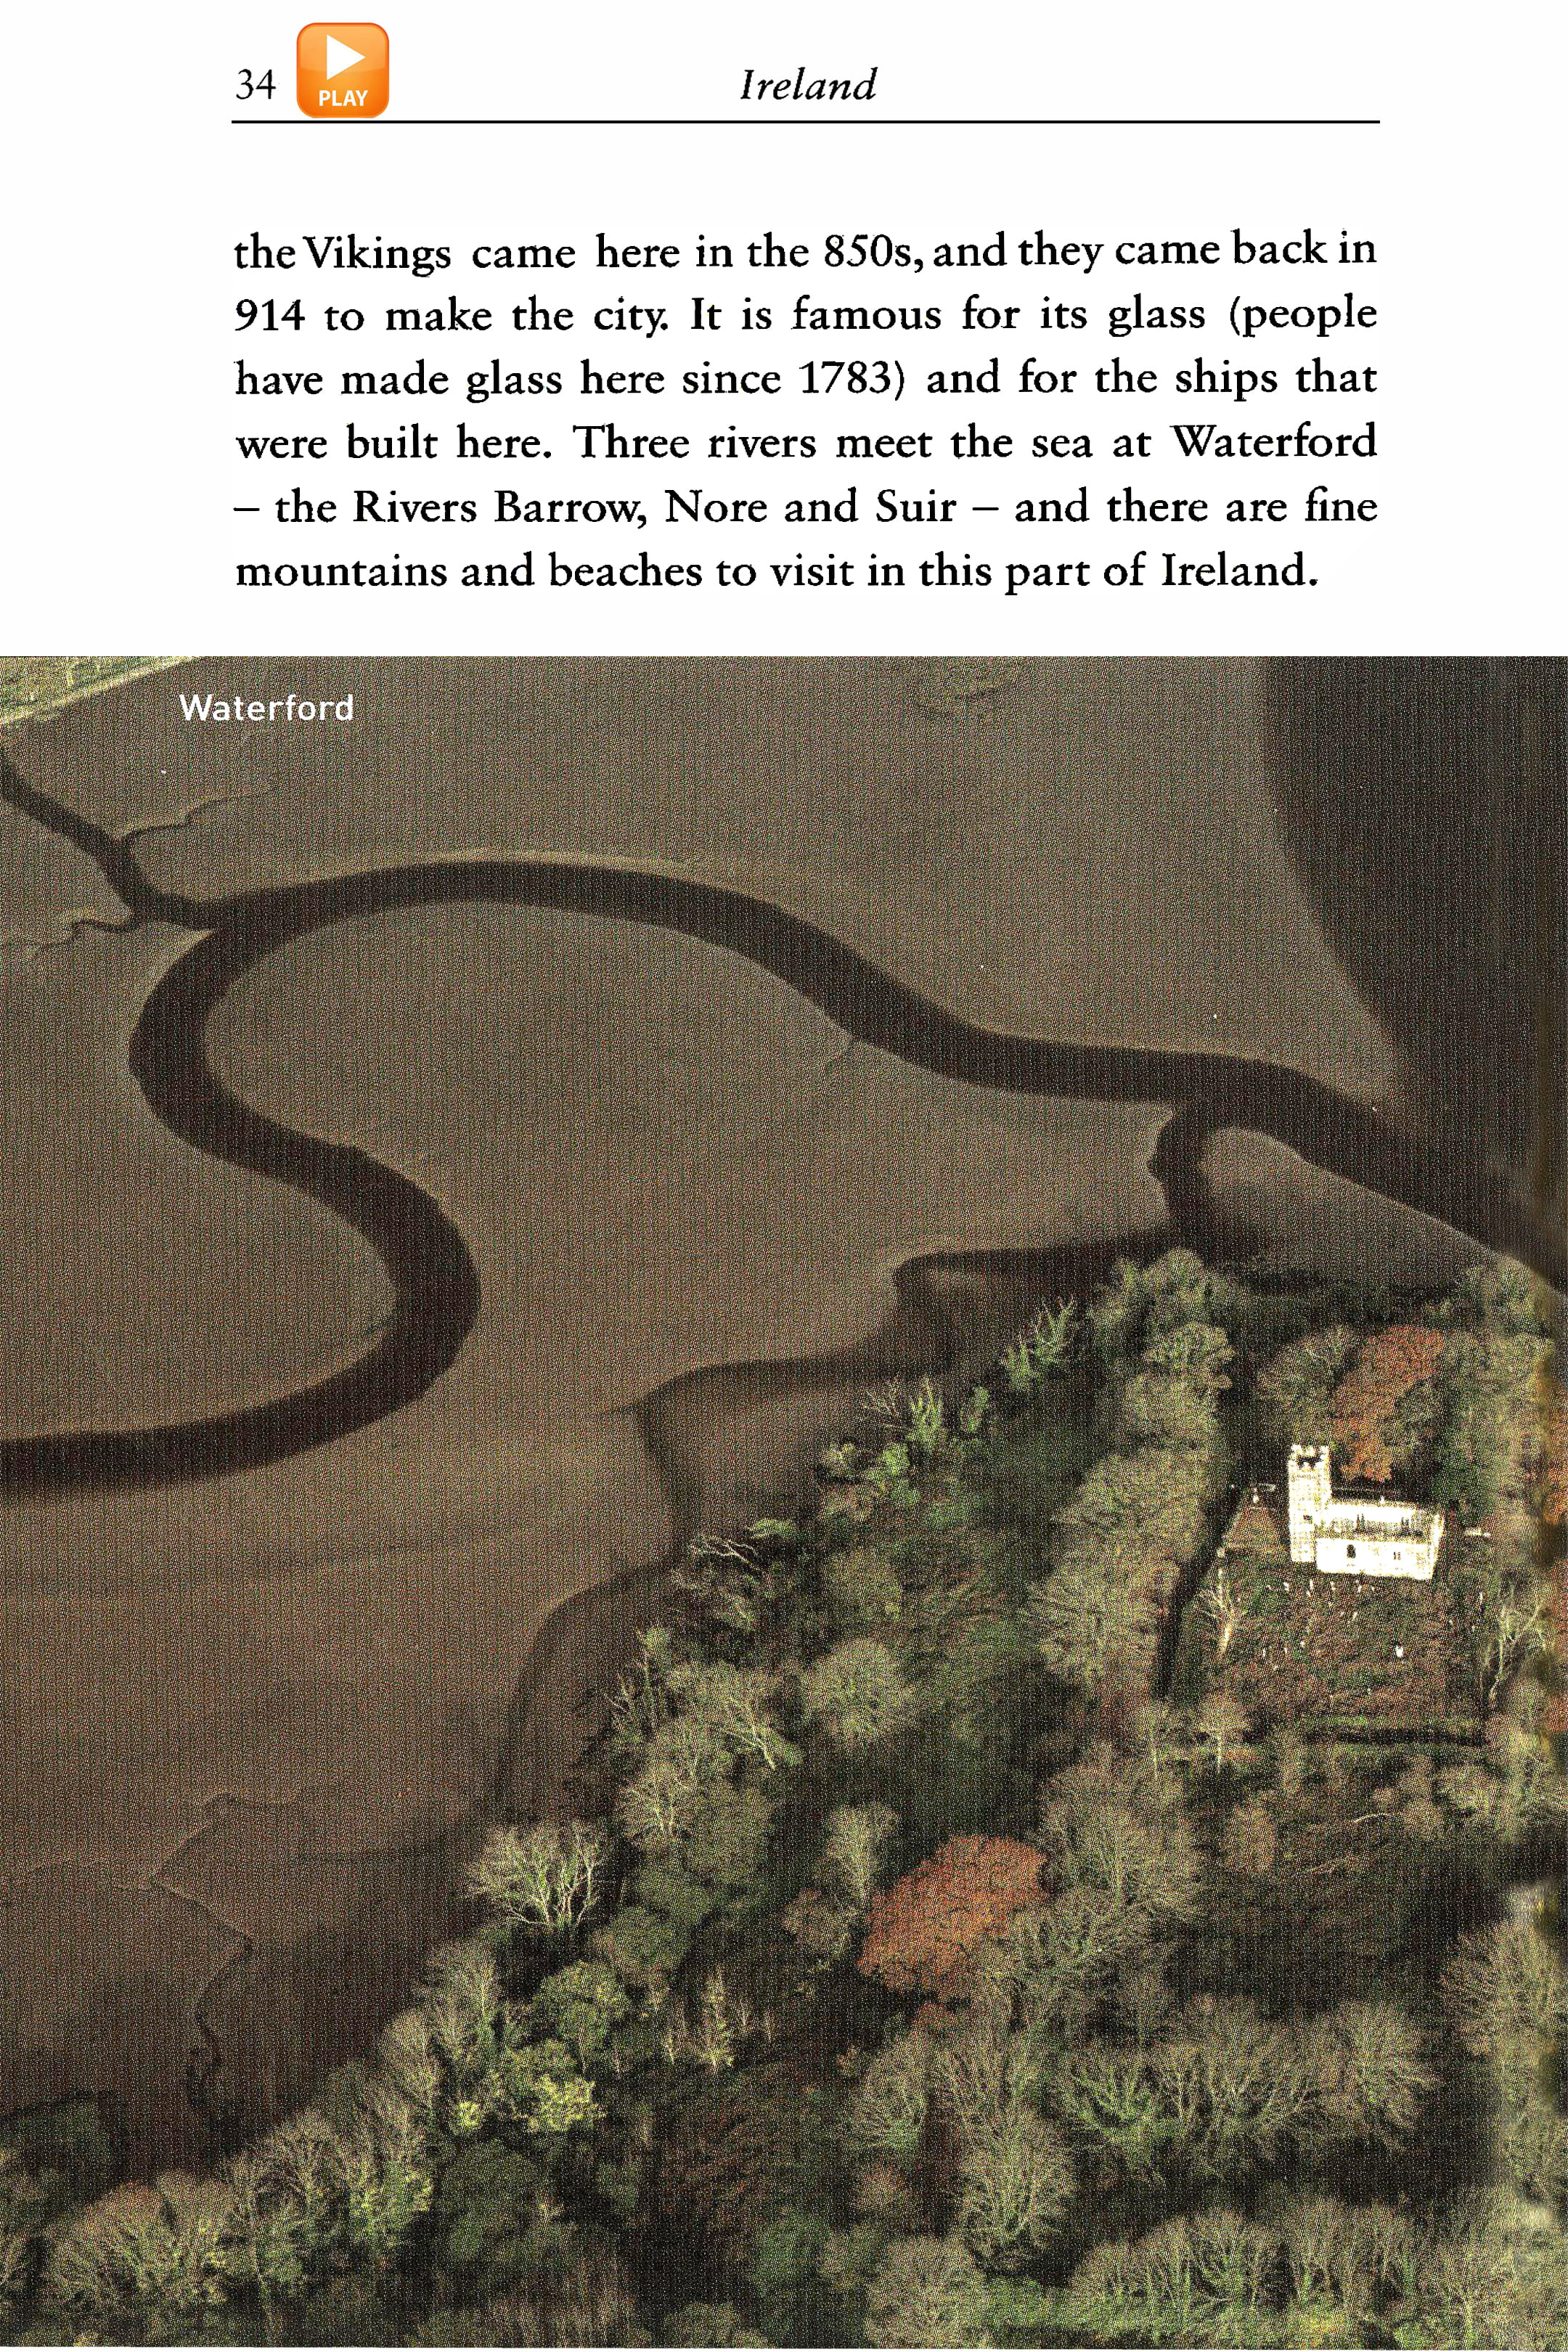 34
PLAY
Ireland
the Vikings came here in the 850s, and they came back in
914 to make the city. It is famous for its glass (people
have made glass here since 1783) and for the ships that
were built here. Three rivers meet the sea at Waterford
– the Rivers Barrow, Nore and Suir – and there are fine
mountains and beaches to visit in this part of Ireland.
Waterford